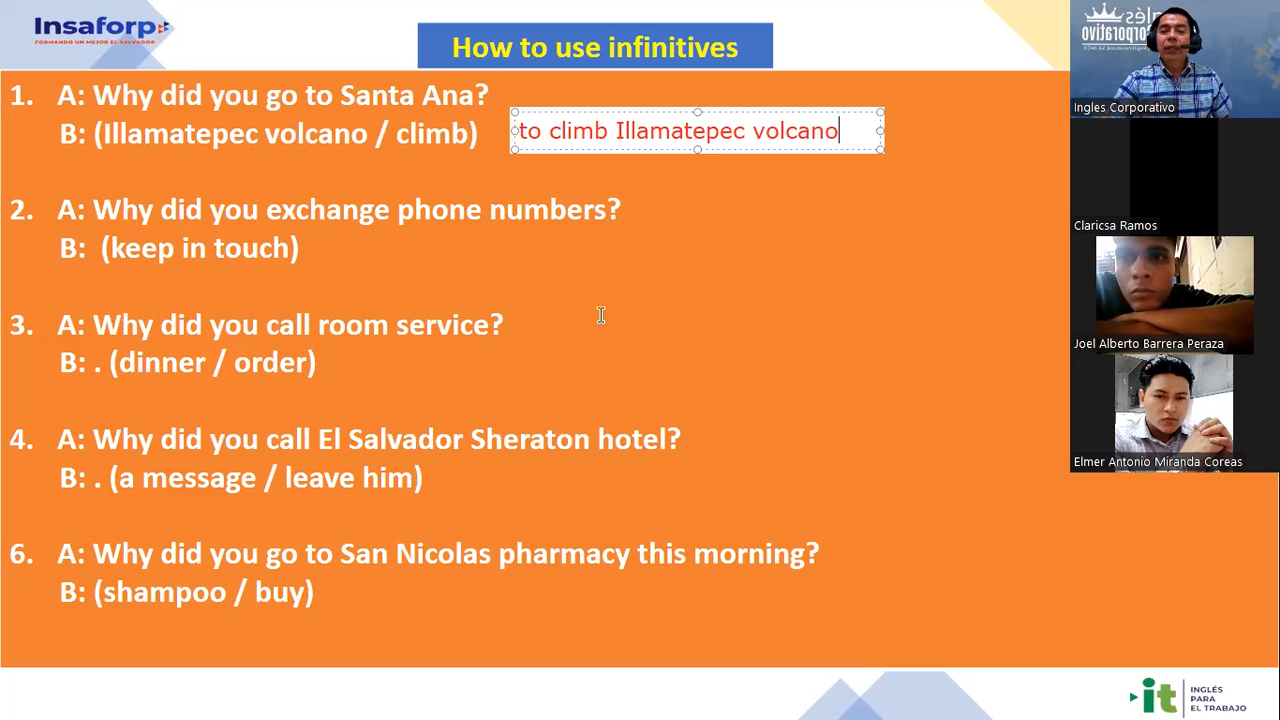 Insaforp
FORMANDO UN MEJOR EL SALVADOR
How to use infinitives
1. A: Why did you go to Santa Ana?
B: (Illamatepec volcano / climb)
to climb Illamatepec volcano
2. A: Why did you exchange phone numbers?
B: (keep in touch)
3. A: Why did you call room service?
B: . (dinner / order)
4. A: Why did you call El Salvador Sheraton hotel?
B: . (a message / leave him)
6. A: Why did you go to San Nicolas pharmacy this morning?
B: (shampoo / buy)
Inglés
Corporativo
Ingles Corporativo
Claricsa Ramos
Joel Alberto Barrera Peraza
Elmer Antonio Miranda Coreas
it
INGLÉS
PARA
EL TRABAJO